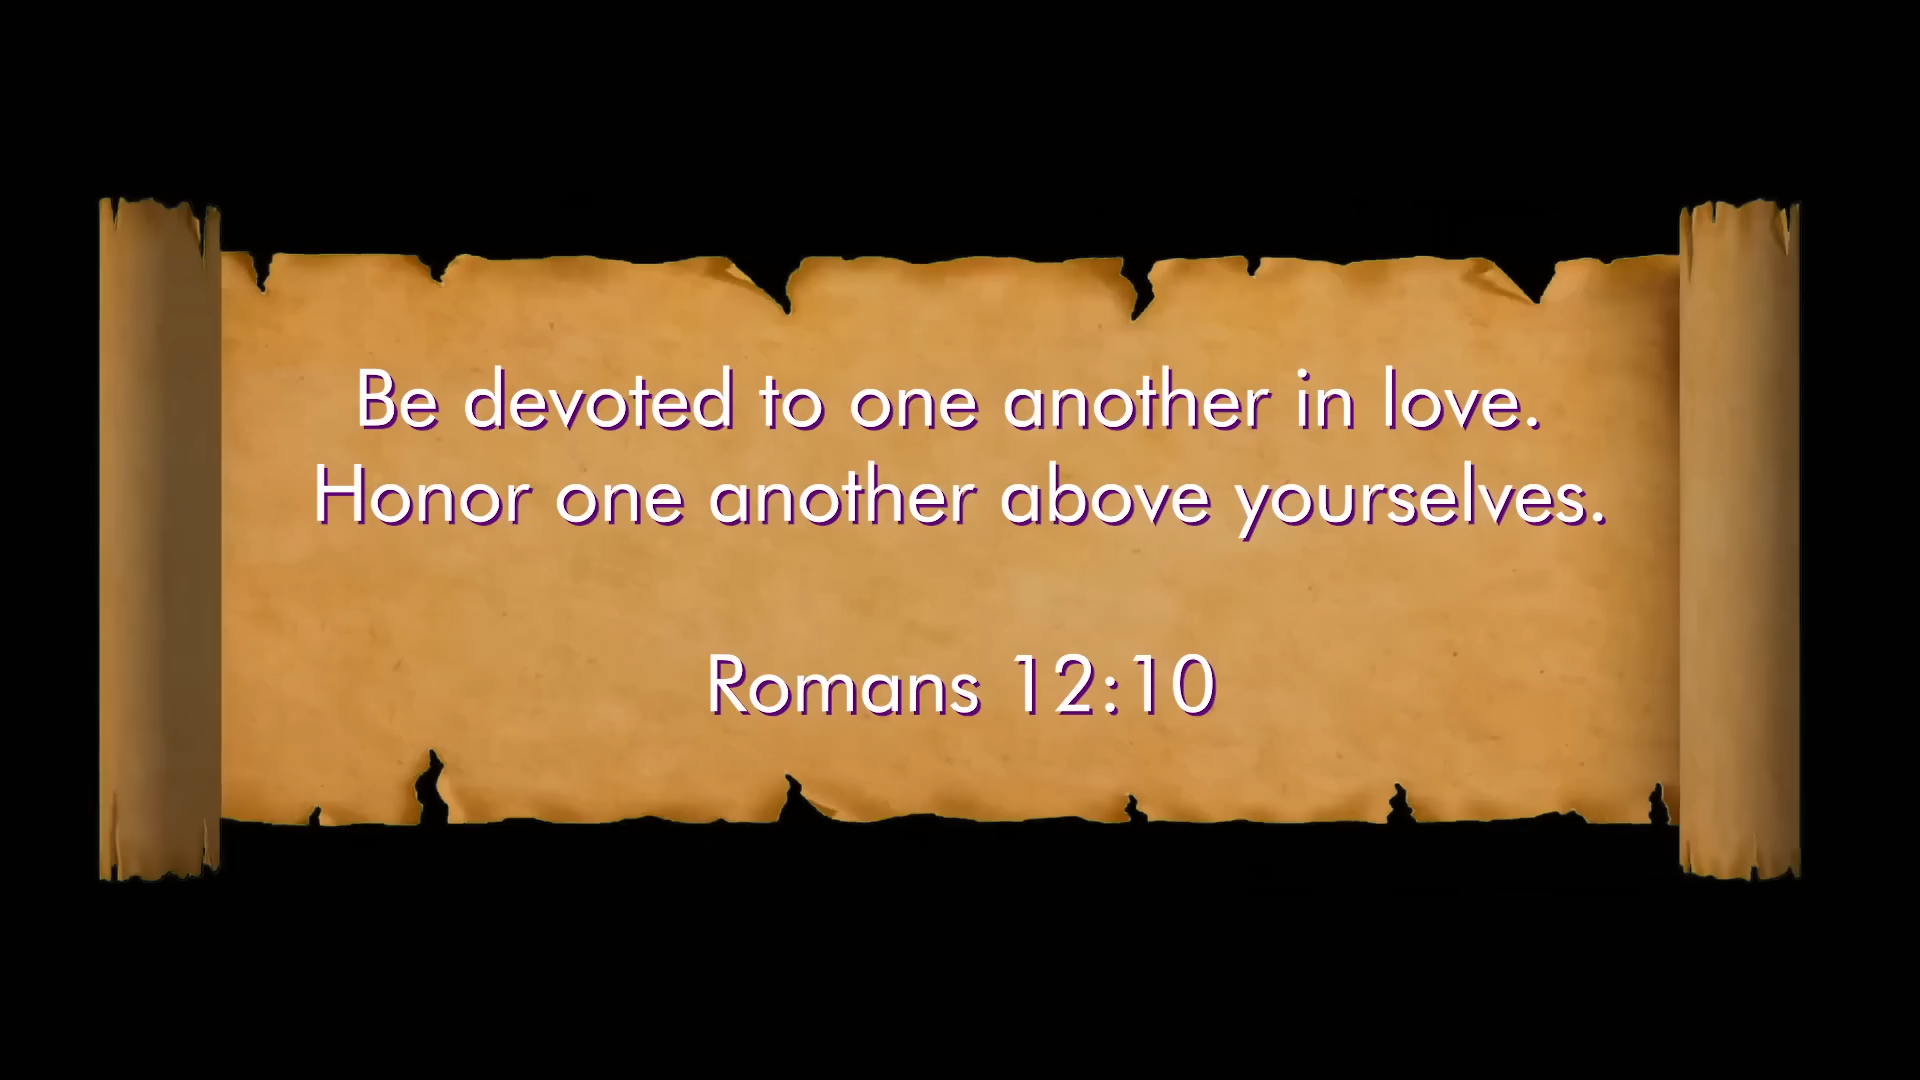 Be devoted to one another in love.
Honor one another above yourselves.
Romans 12:10